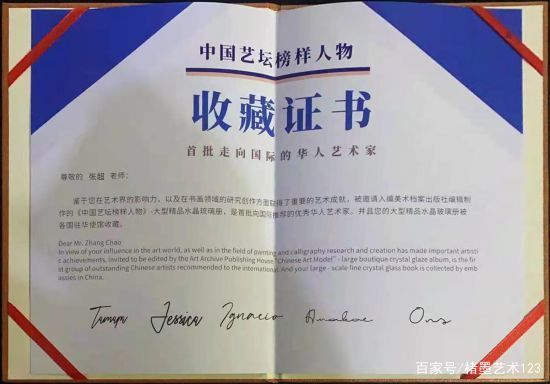 中国艺坛榜样人物
收藏证书
首批走向国际的华人艺术家
尊敬的 张超 老师:
鉴于您在艺术界的影响力、以及在书画领域的研究创作方面取得了重要的艺术成就，被邀请入编美术档案出版社编辑制作的《中国艺坛榜样人物》-大型精品水晶琉璃册，是首批向国际推荐的优秀华人艺术家。并且您的大型精品水晶琉璃册被各国驻华使馆收藏。
Dear Mr. Zhang Chao
In view of your influence in the art world, as well as in the field of painting and calligraphy research and creation has made important artisti
c achievements, invited to be edited by the Art Archive Publishing House "Chinese Art Model" - large boutique crystal glaze album, is the fir
st group of outstanding Chinese artists recommended to the international. And your large - scale fine crystal glass book is collected by emb
assies in China.
Jessica Ignacio
百家号/楮墨艺术123